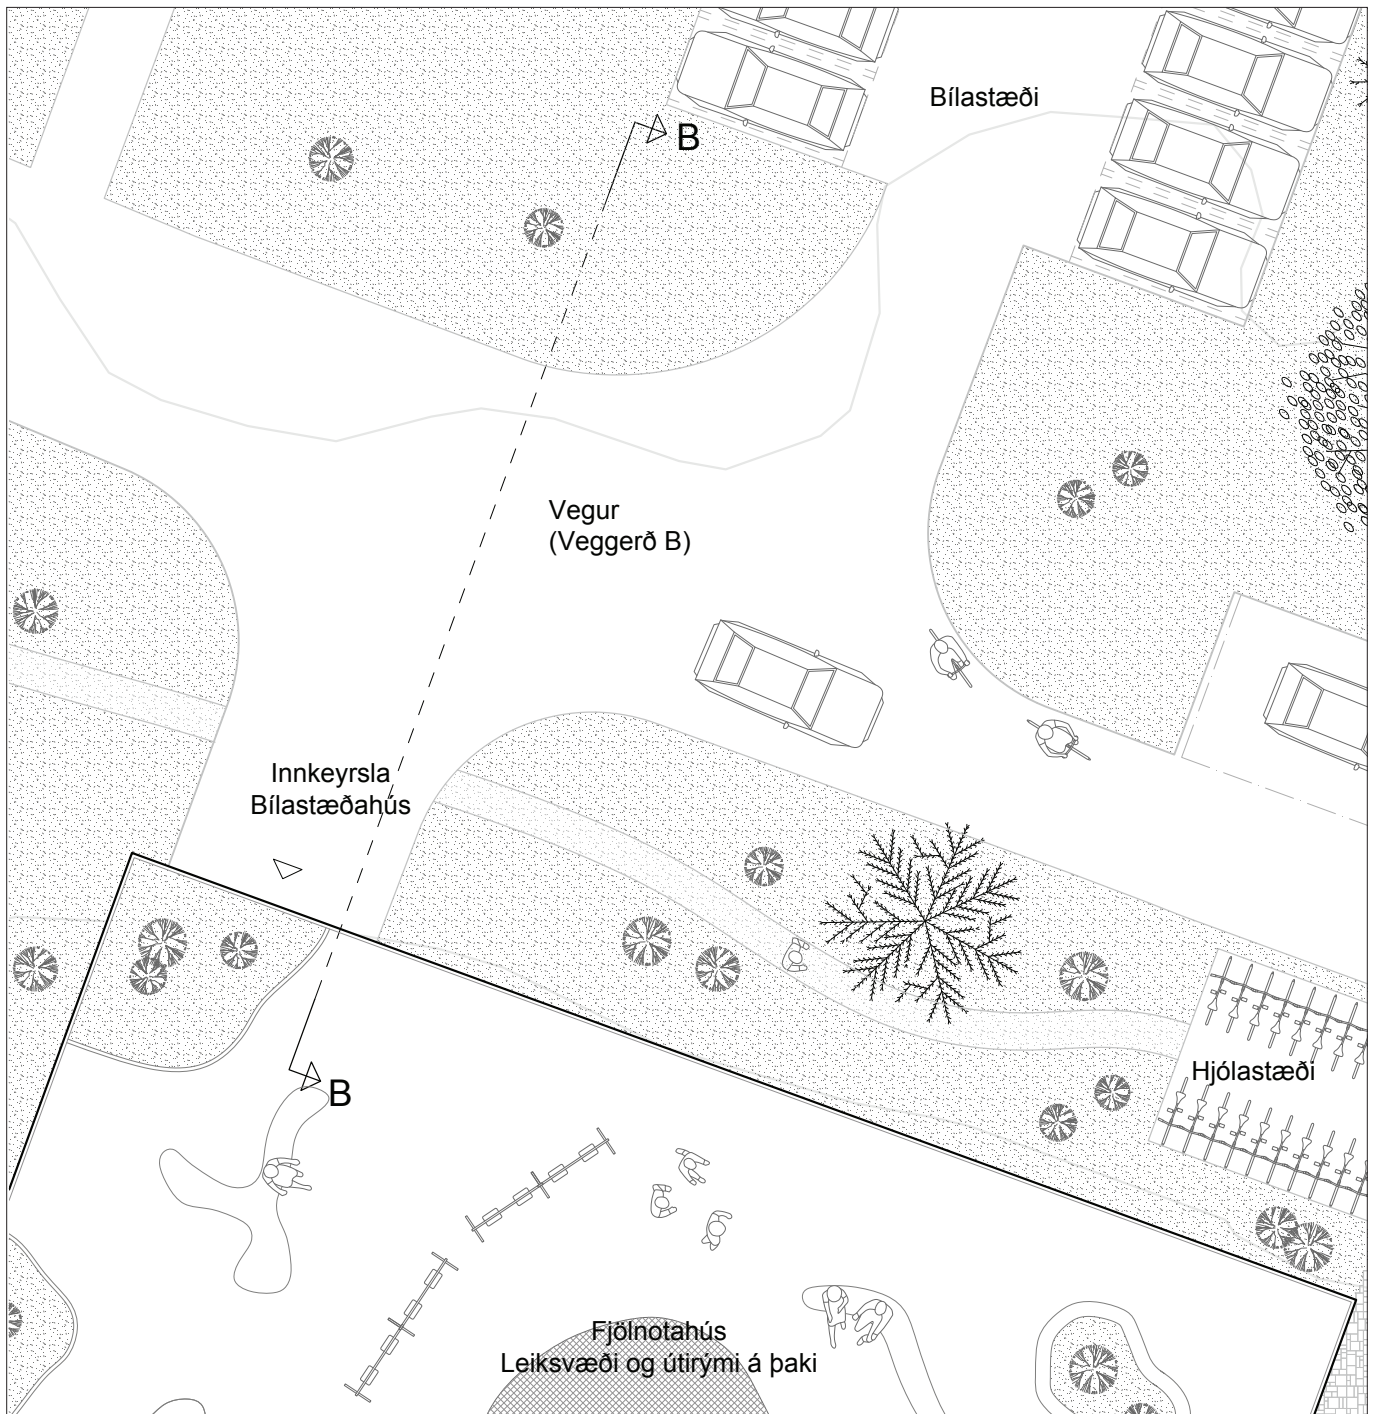 Bílastæði
B
Vegur
(Veggerð B)
Innkeyrsla
Bílastæðahús
Hjólastæði
B
Fjölnotahús
Leiksvæði og útirými á þaki